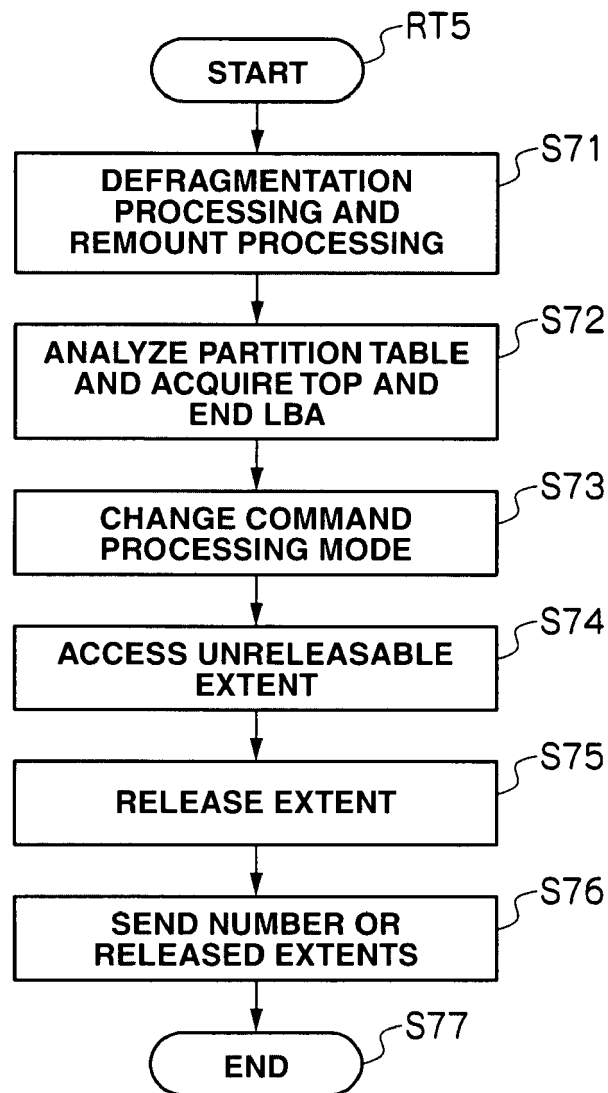 RT5
START
S71
DEFRAGMENTATION
PROCESSING AND
REMOUNT PROCESSING
S72
ANALYZE PARTITION TABLE
AND ACQUIRE TOP AND
END LBA
S73
CHANGE COMMAND
PROCESSING MODE
S74
ACCESS UNRELEASABLE
EXTENT
S75
RELEASE EXTENT
S76
SEND NUMBER OR
RELEASED EXTENTS
S77
END